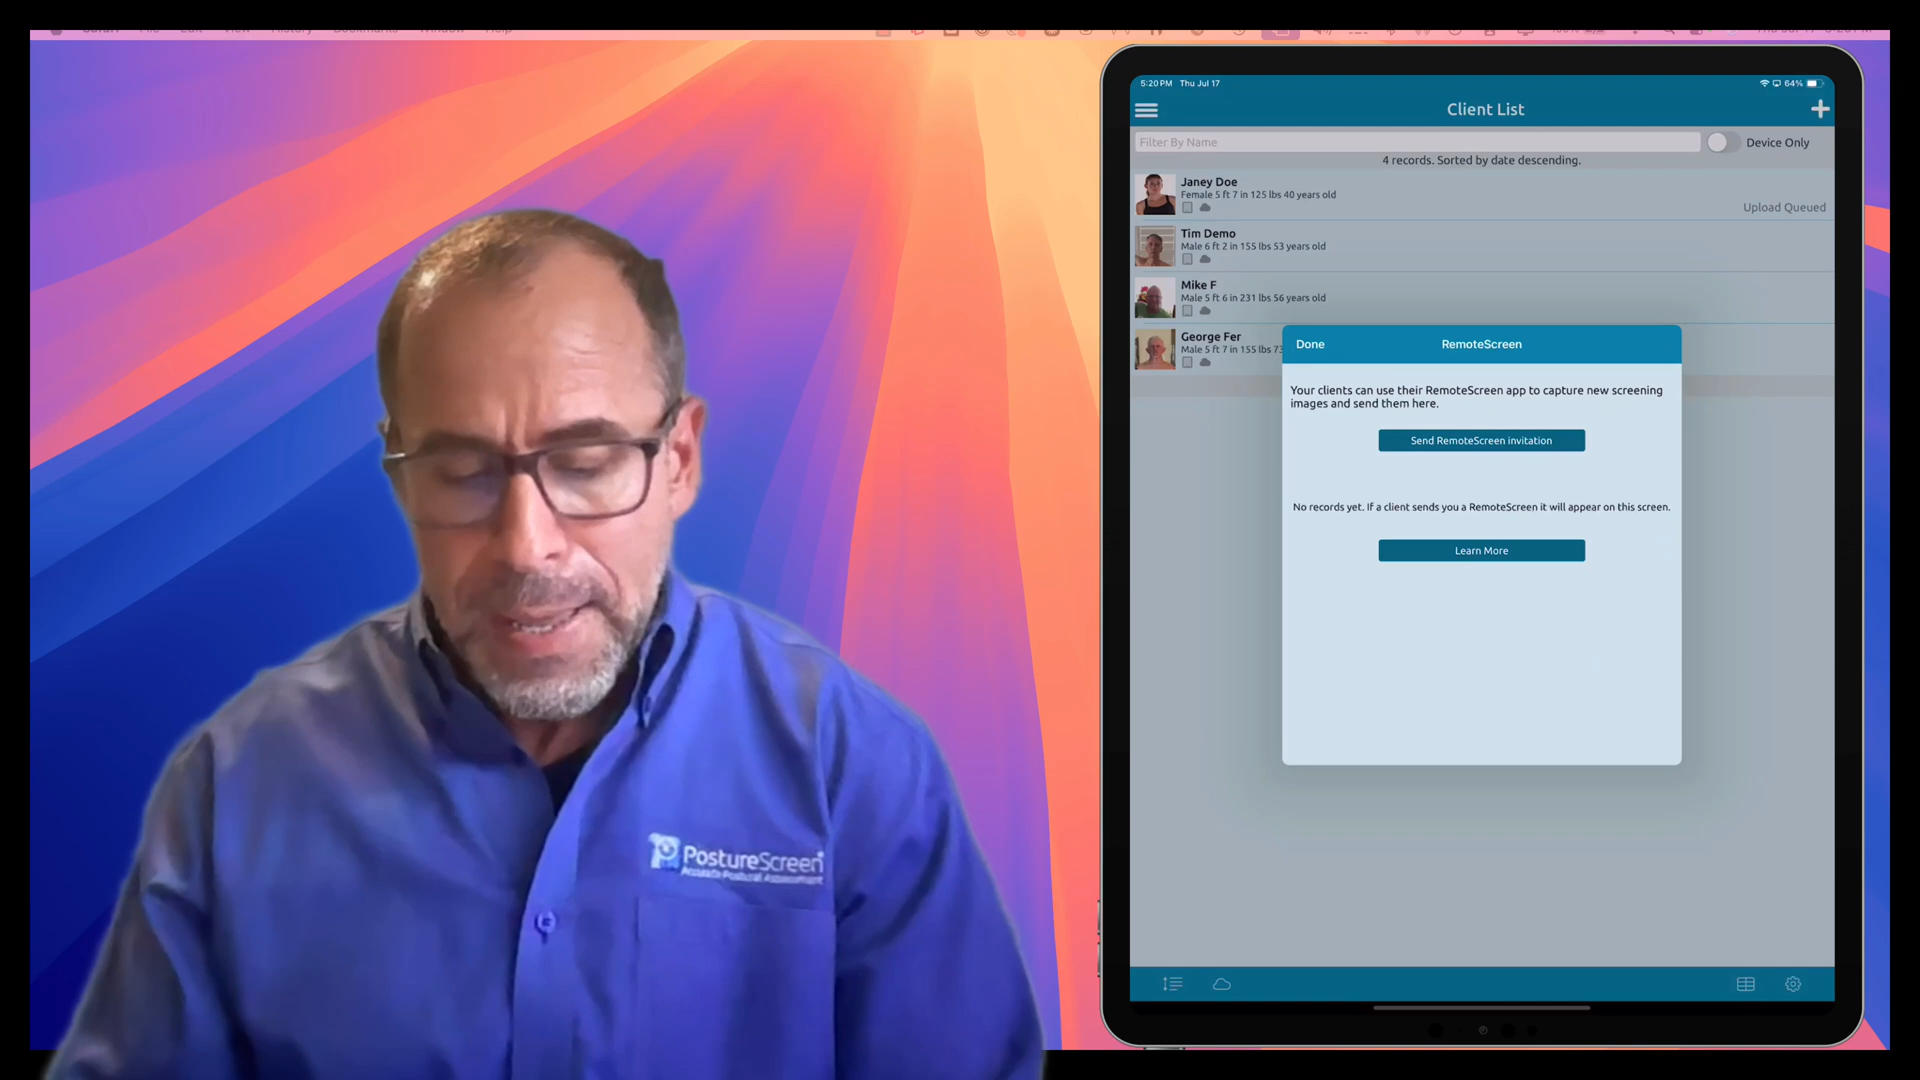 5:20 PM Thu Jul 17
64%
Client List
Filter By Name
Device Only
4 records. Sorted by date descending.
Janey Doe
Female 5 ft 7 in 125 lbs 40 years old
Upload Queued
Tim Demo
Male 6 ft 2 in 155 lbs 53 years old
Mike F
Male 5 ft 6 in 231 lbs 56 years old
George Fer
Male 5 ft 7 in 155 lbs 73
Done
RemoteScreen
Your clients can use their RemoteScreen app to capture new screening
images and send them here.
Send RemoteScreen invitation
No records yet. If a client sends you a RemoteScreen it will appear on this screen.
Learn More
PostureScreen
Accurate Postural Assessment